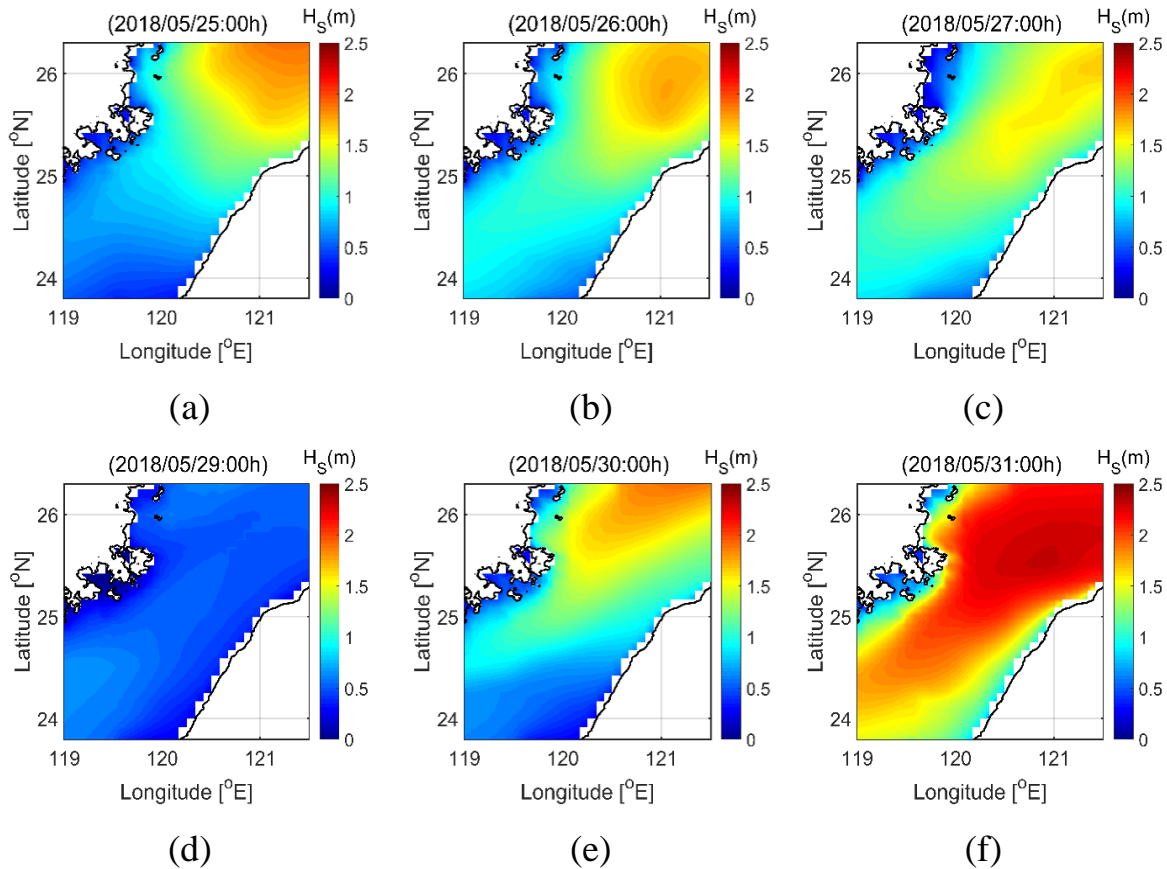 (2018/05/25:00h) H_S(m)
2.5
2
1.5
1
0.5
0
26
25
24
Latitude [°N]
119 120 121
Longitude [°E]
(a)
(2018/05/26:00h) H_S(m)
2.5
2
1.5
1
0.5
0
26
25
24
Latitude [°N]
119 120 121
Longitude [°E]
(b)
(2018/05/27:00h) H_S(m)
2.5
2
1.5
1
0.5
0
26
25
24
Latitude [°N]
119 120 121
Longitude [°E]
(c)
(2018/05/29:00h) H_S(m)
2.5
2
1.5
1
0.5
0
26
25
24
Latitude [°N]
119 120 121
Longitude [°E]
(d)
(2018/05/30:00h) H_S(m)
2.5
2
1.5
1
0.5
0
26
25
24
Latitude [°N]
119 120 121
Longitude [°E]
(e)
(2018/05/31:00h) H_S(m)
2.5
2
1.5
1
0.5
0
26
25
24
Latitude [°N]
119 120 121
Longitude [°E]
(f)